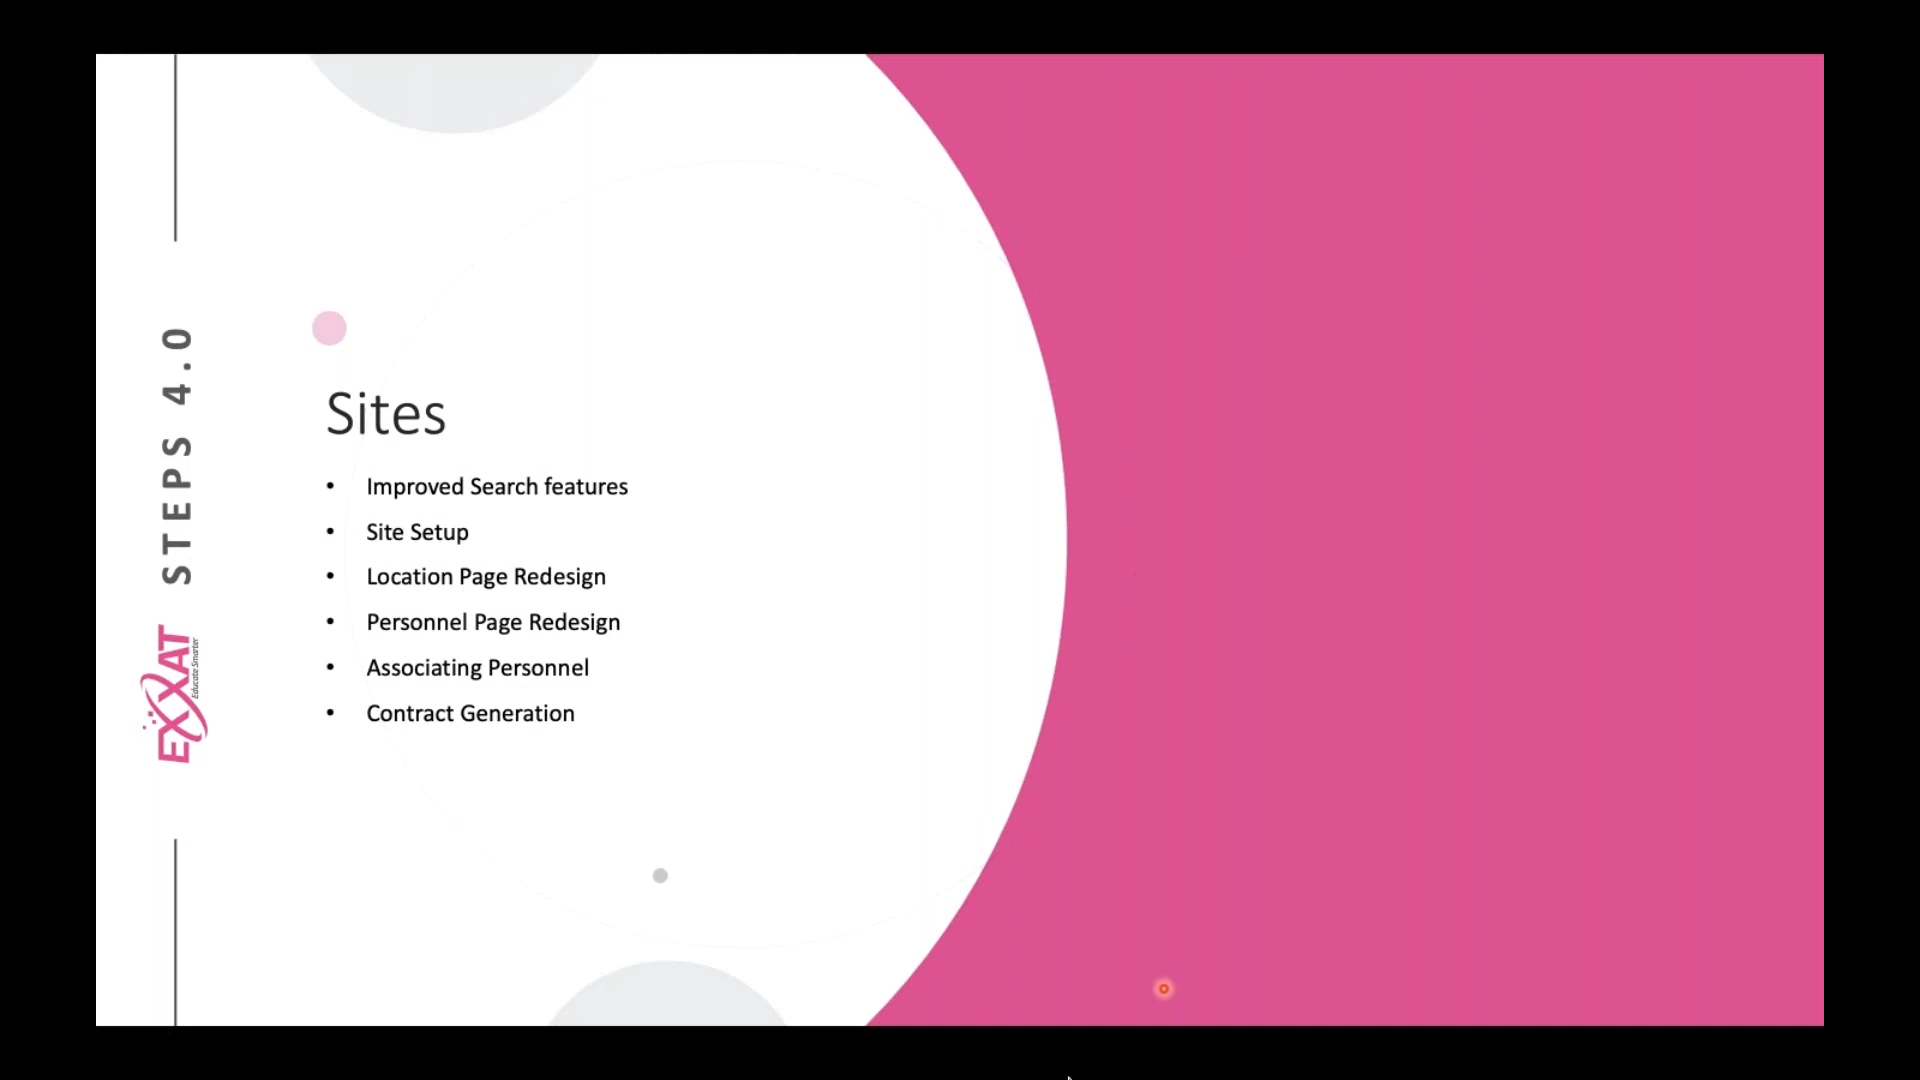 STEPS 4.0
EXXAT
Educate Smarter
Sites
• Improved Search features
• Site Setup
• Location Page Redesign
• Personnel Page Redesign
• Associating Personnel
• Contract Generation